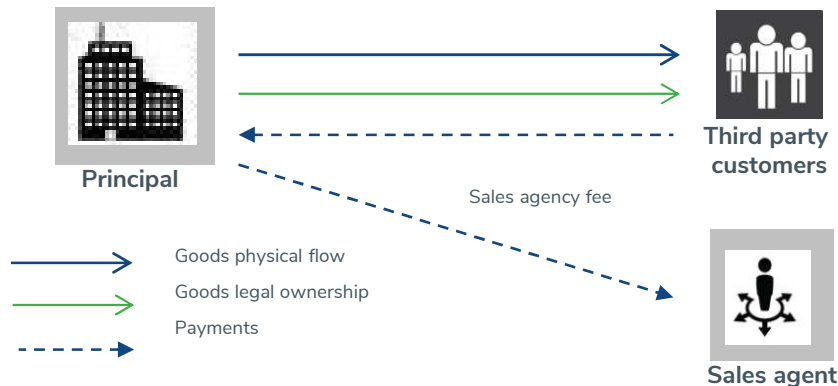 Principal
Third party
customers
Sales agency fee
Goods physical flow
Goods legal ownership
Payments
Sales agent